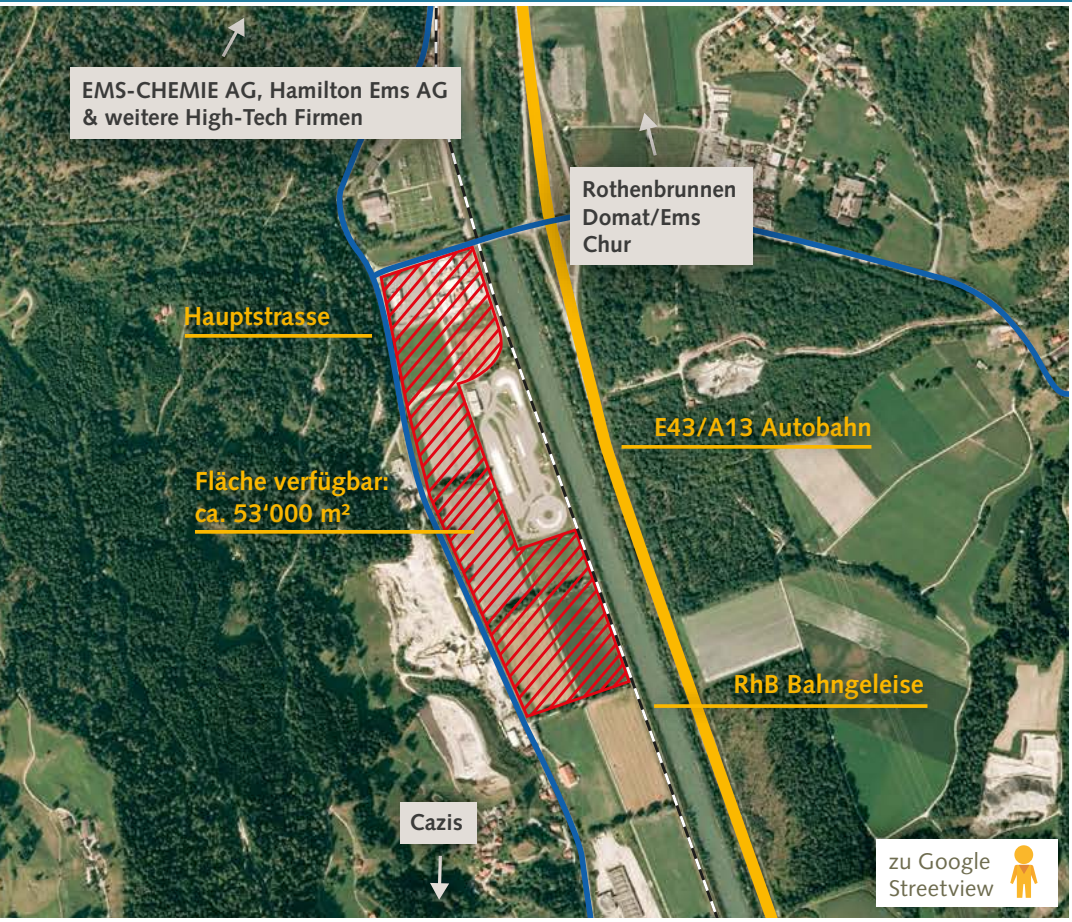 EMS-CHEMIE AG, Hamilton Ems AG
& weitere High-Tech Firmen
Rothenbrunnen
Domat/Ems
Chur
Hauptstrasse
E43/A13 Autobahn
Fläche verfügbar:
ca. 53‘000 m²
RhB Bahngeleise
Cazis
zu Google
Streetview